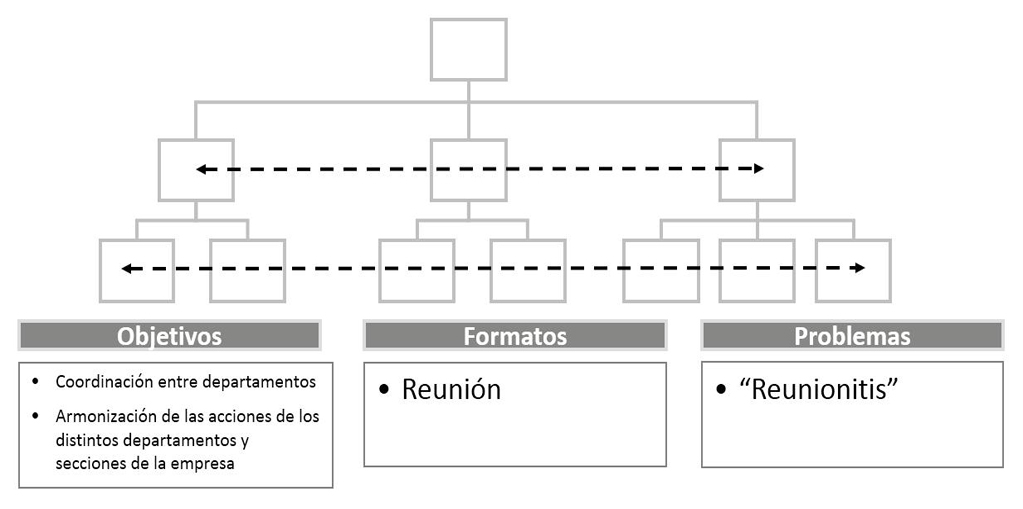 Objetivos
• Coordinación entre departamentos
• Armonización de las acciones de los
distintos departamentos y
secciones de la empresa
Formatos
• Reunión
Problemas
• “Reunionitis”